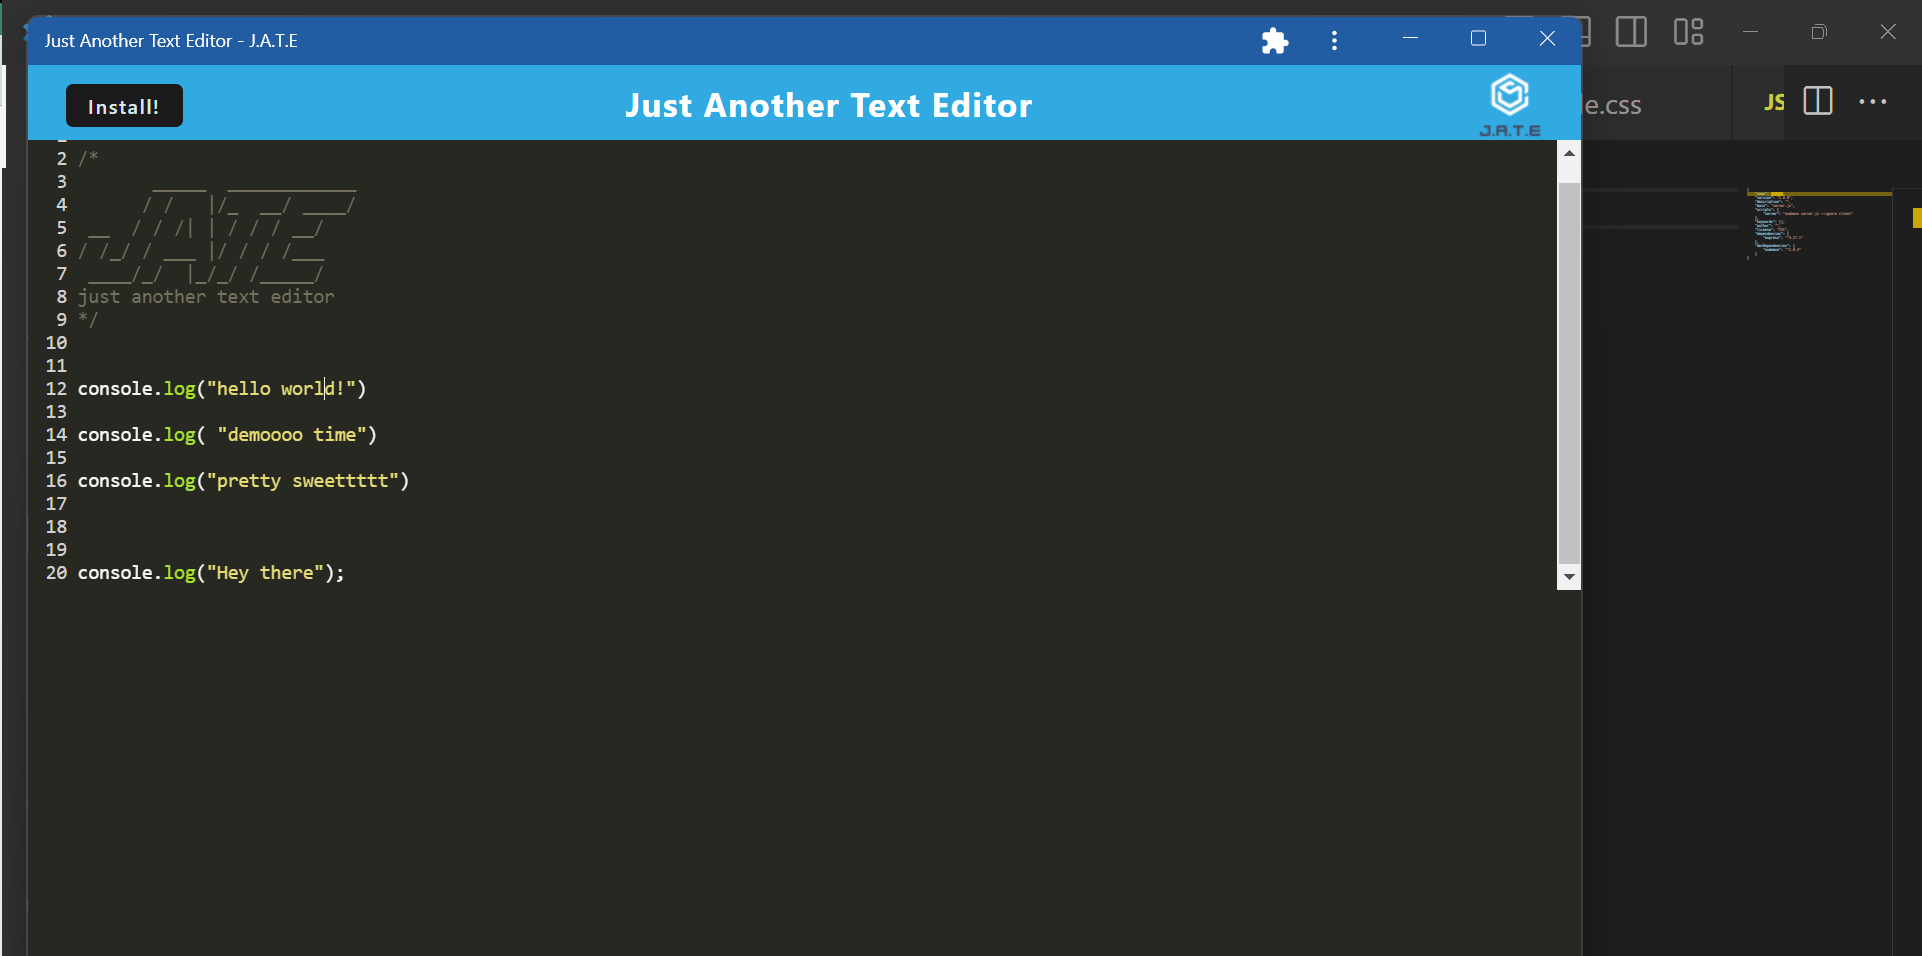 Just Another Text Editor - J.A.T.E
Install!
Just Another Text Editor
J.A.T.E
e.css
JS
2 /*
3       _____  ____________
4      / /   |/_  __/ ____/
5 __  / / /| | / / / __/
6 / /_/ / ___ |/ / / /___
7 ____/_/  |_/_/ /_____/
8 just another text editor
9 */
10
11
12 console.log("hello world!")
13
14 console.log( "demoooo time")
15
16 console.log("pretty sweettttt")
17
18
19
20 console.log("Hey there");